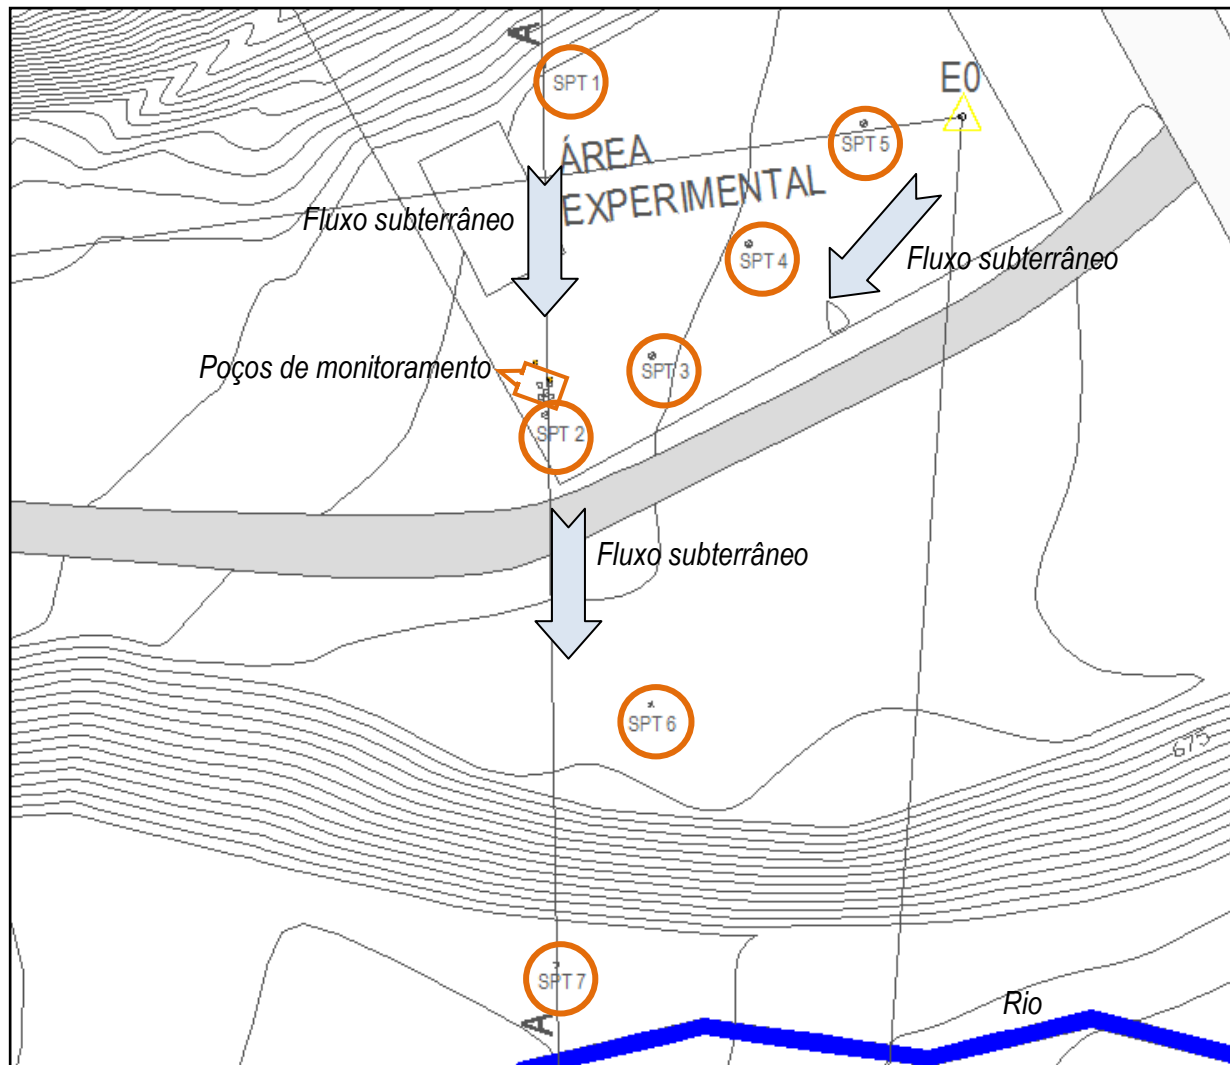 A
SPT 1
E0
SPT 5
ÁREA
EXPERIMENTAL
Fluxo subterrâneo
SPT 4
Fluxo subterrâneo
Poços de monitoramento
SPT 3
SPT 2
Fluxo subterrâneo
SPT 6
675
SPT 7
A
Rio